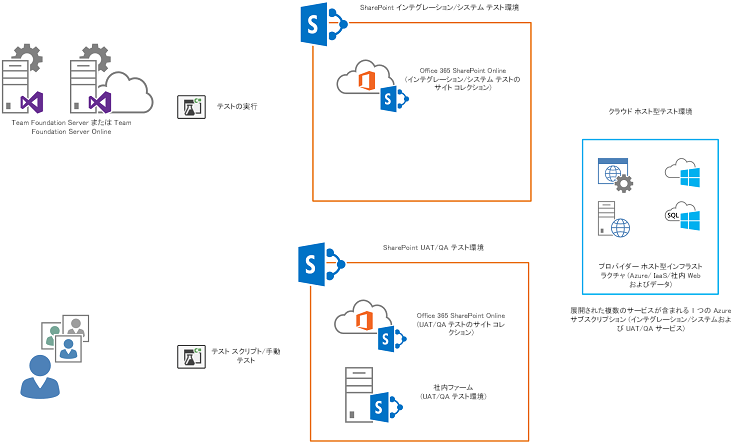 SharePoint インテグレーション/システム テスト環境
Office 365 SharePoint Online
(インテグレーション/システム テストの
サイト コレクション)
Team Foundation Server または Team
Foundation Server Online
テストの実行
クラウド ホスト型テスト環境
SQL
プロバイダー ホスト型インフラスト
ラクチャ (Azure/ IaaS/社内 Web
およびデータ)
展開された複数のサービスが含まれる 1 つの Azure
サブスクリプション (インテグレーション/システムおよ
び UAT/QA サービス)
SharePoint UAT/QA テスト環境
Office 365 SharePoint Online
(UAT/QA テストのサイト コレ
クション)
テスト スクリプト/手動
テスト
社内ファーム
(UAT/QA テスト環境)
S
S
S
S
S